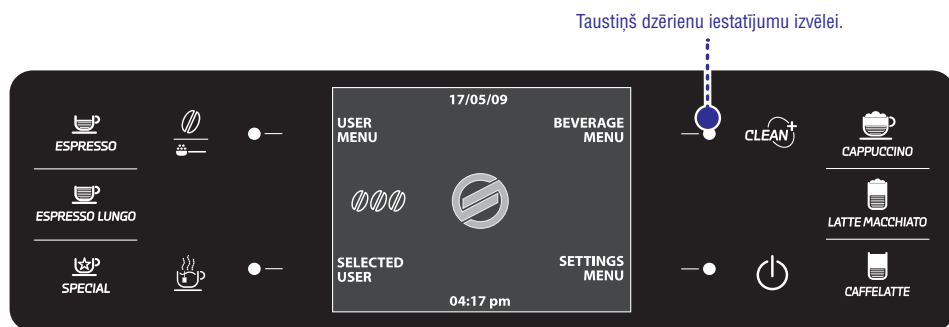 Taustiņš dzērienu iestatījumu izvēlei.
17/05/09
USER
MENU
BEVERAGE
MENU
ESPRESSO
CLEAN+
CAPPUCCINO
ESPRESSO LUNGO
LATTE MACCHIATO
SELECTED
USER
SETTINGS
MENU
SPECIAL
CAFFELATTE
04:17 pm